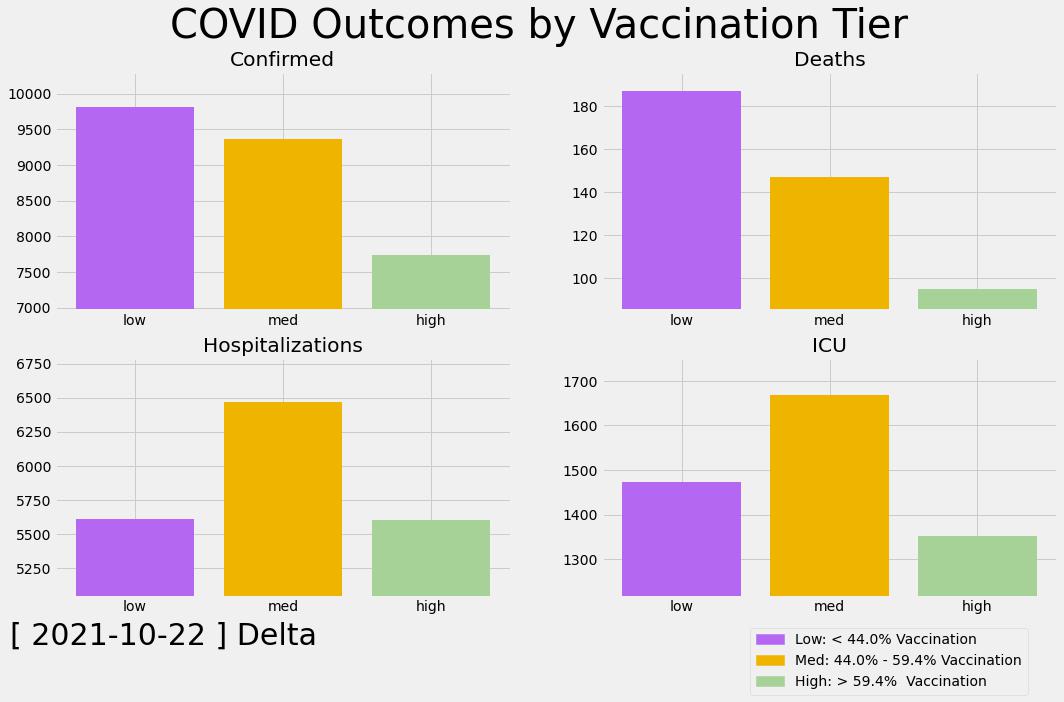 COVID Outcomes by Vaccination Tier
Confirmed
10000
9500
9000
8500
8000
7500
7000
low med high
Deaths
180
160
140
120
100
low med high
Hospitalizations
6750
6500
6250
6000
5750
5500
5250
low med high
ICU
1700
1600
1500
1400
1300
low med high
[ 2021-10-22 ] Delta
Low: < 44.0% Vaccination
Med: 44.0% - 59.4% Vaccination
High: > 59.4%  Vaccination